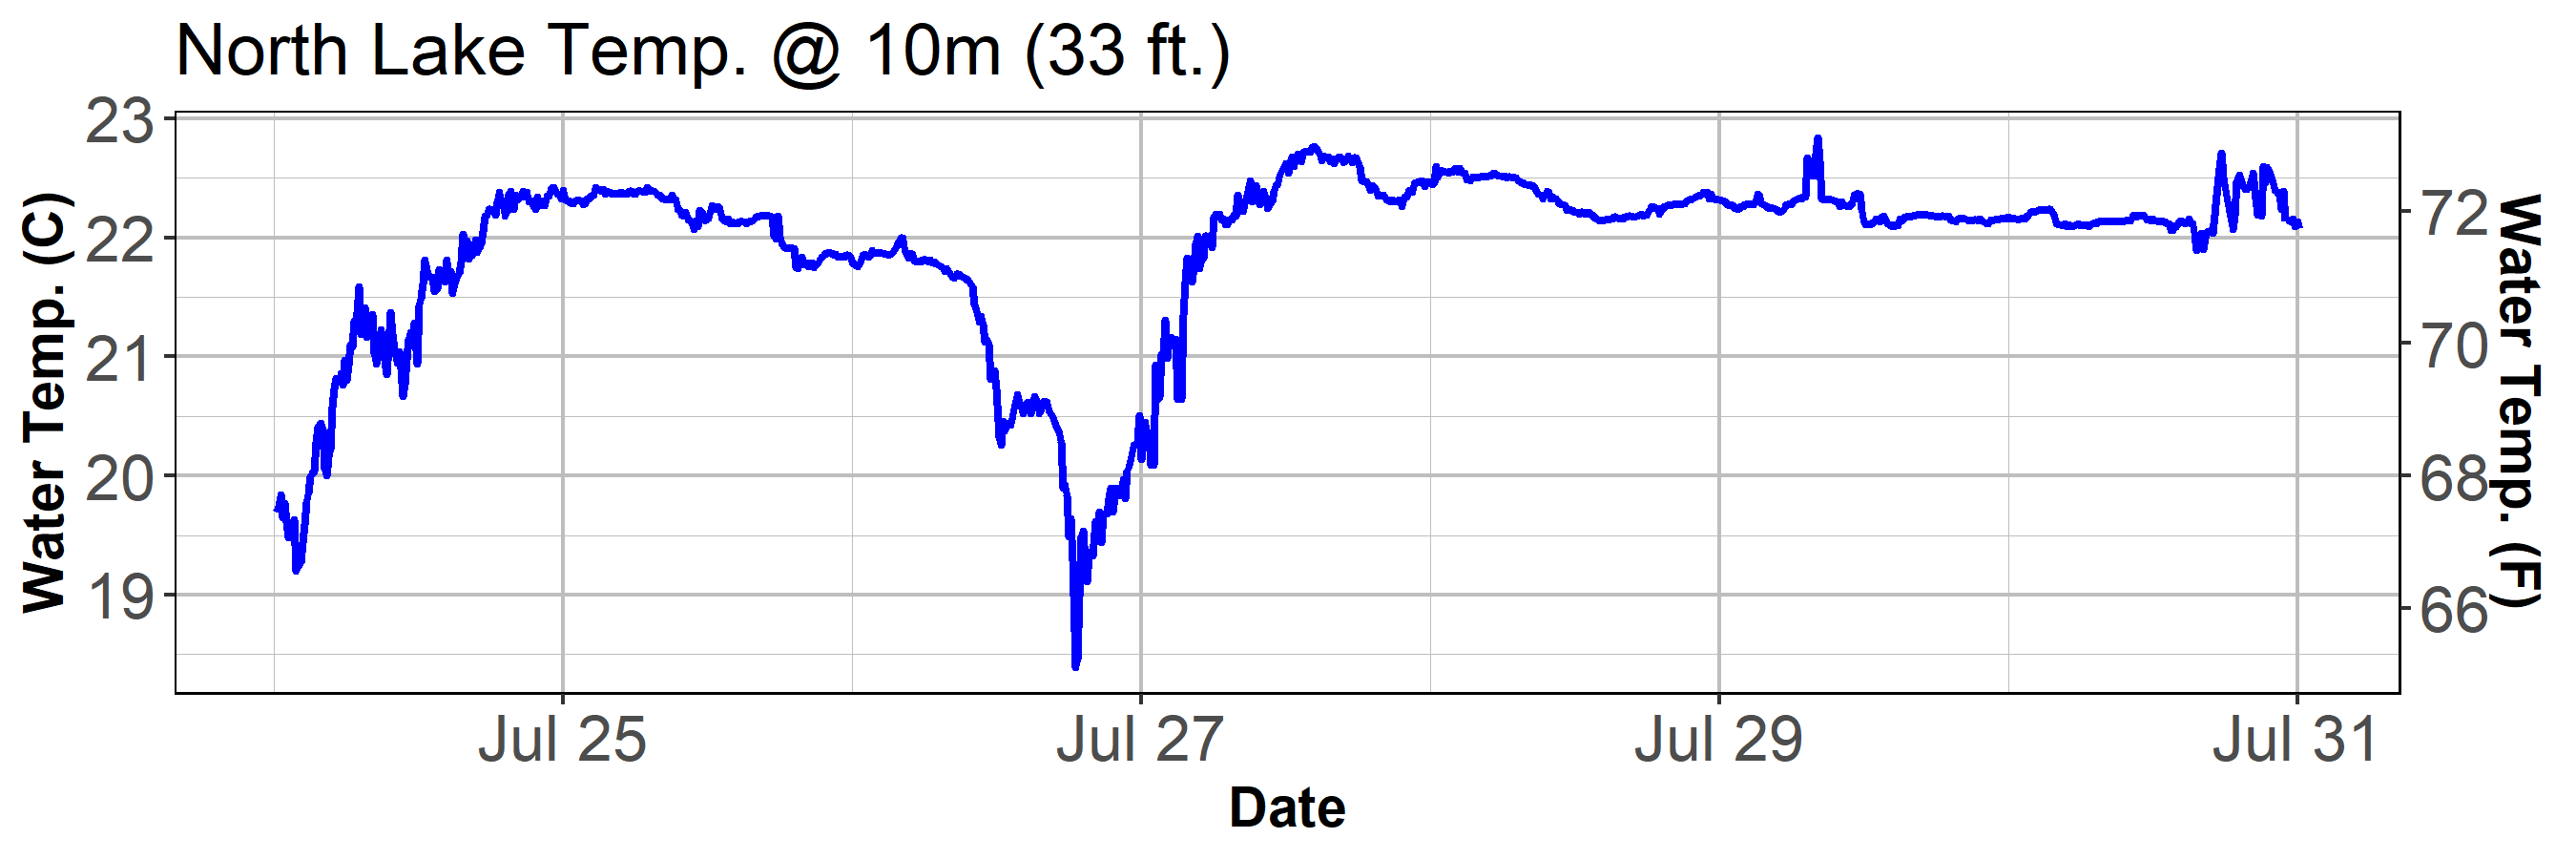 North Lake Temp. @ 10m (33 ft.)
Water Temp. (C)
23
22
21
20
19
72
70
68
66
Water Temp. (F)
Jul 25 Jul 27 Jul 29 Jul 31
Date